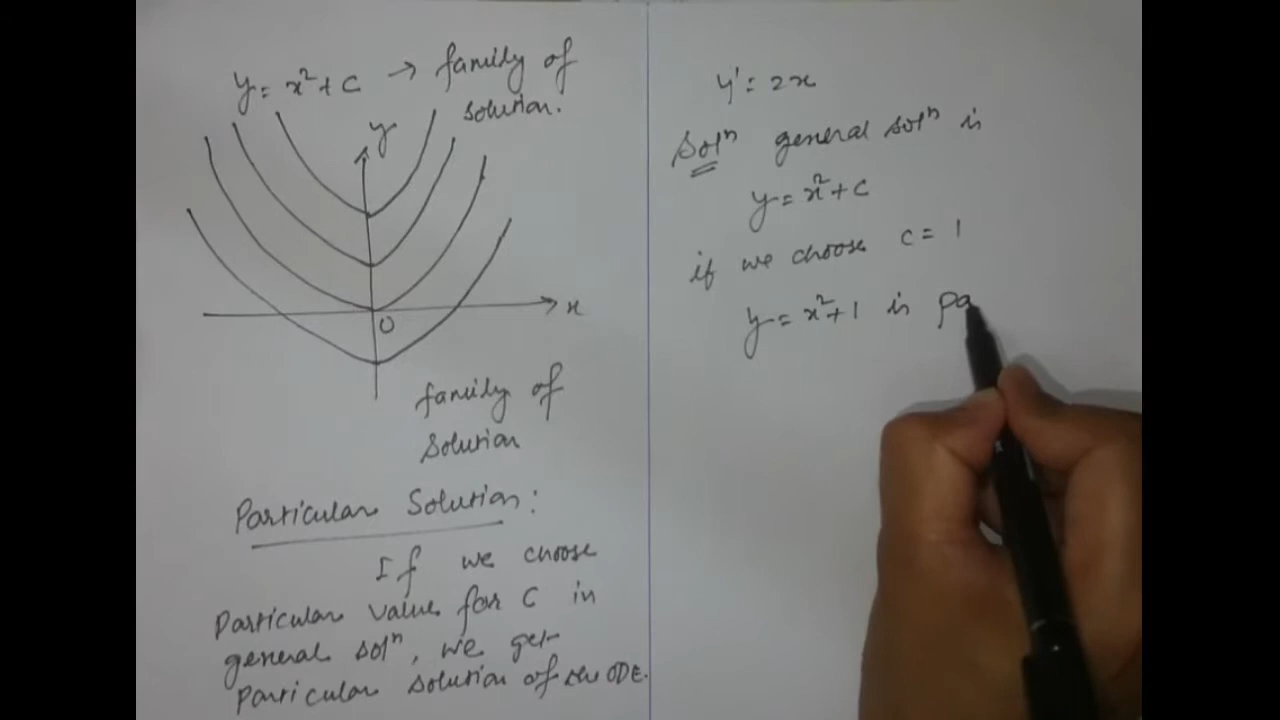 y = x² + c → family of
solution.
y
x
0
family of
solution
Particular Solution:
If we choose
particular value for C in
general solⁿ, we get
particular solution of the ODE.
y' = 2x
Solⁿ general solⁿ is
y = x² + c
if we choose c = 1
y = x² + 1 is pa